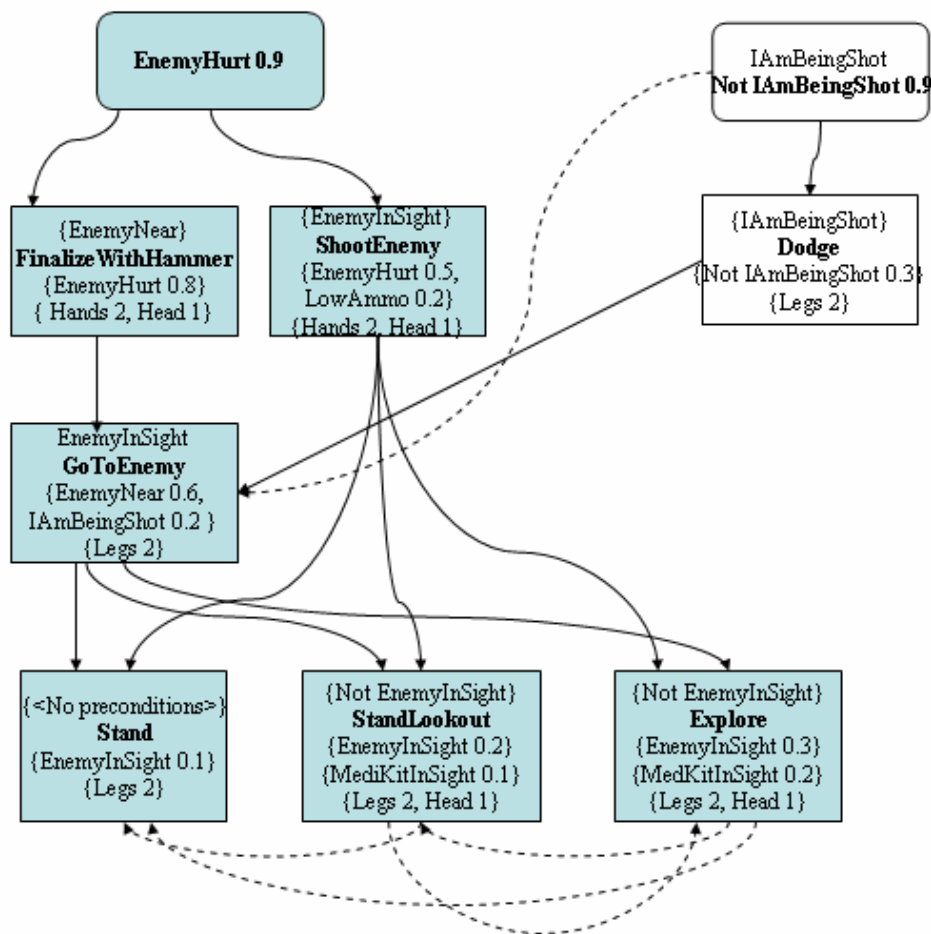 EnemyHurt 0.9
IAmBeingShot
Not IAmBeingShot 0.9
{EnemyNear}
FinalizeWithHammer
{EnemyHurt 0.8}
{ Hands 2, Head 1}
{EnemyInSight}
ShootEnemy
{EnemyHurt 0.5,
LowAmmo 0.2}
{Hands 2, Head 1}
{IAmBeingShot}
Dodge
{Not IAmBeingShot 0.3}
{Legs 2}
EnemyInSight
GoToEnemy
{EnemyNear 0.6,
IAmBeingShot 0.2 }
{Legs 2}
{<No preconditions>}
Stand
{EnemyInSight 0.1}
{Legs 2}
{Not EnemyInSight}
StandLookout
{EnemyInSight 0.2}
{MediKitInSight 0.1}
{Legs 2, Head 1}
{Not EnemyInSight}
Explore
{EnemyInSight 0.3}
{MedKitInSight 0.2}
{Legs 2, Head 1}